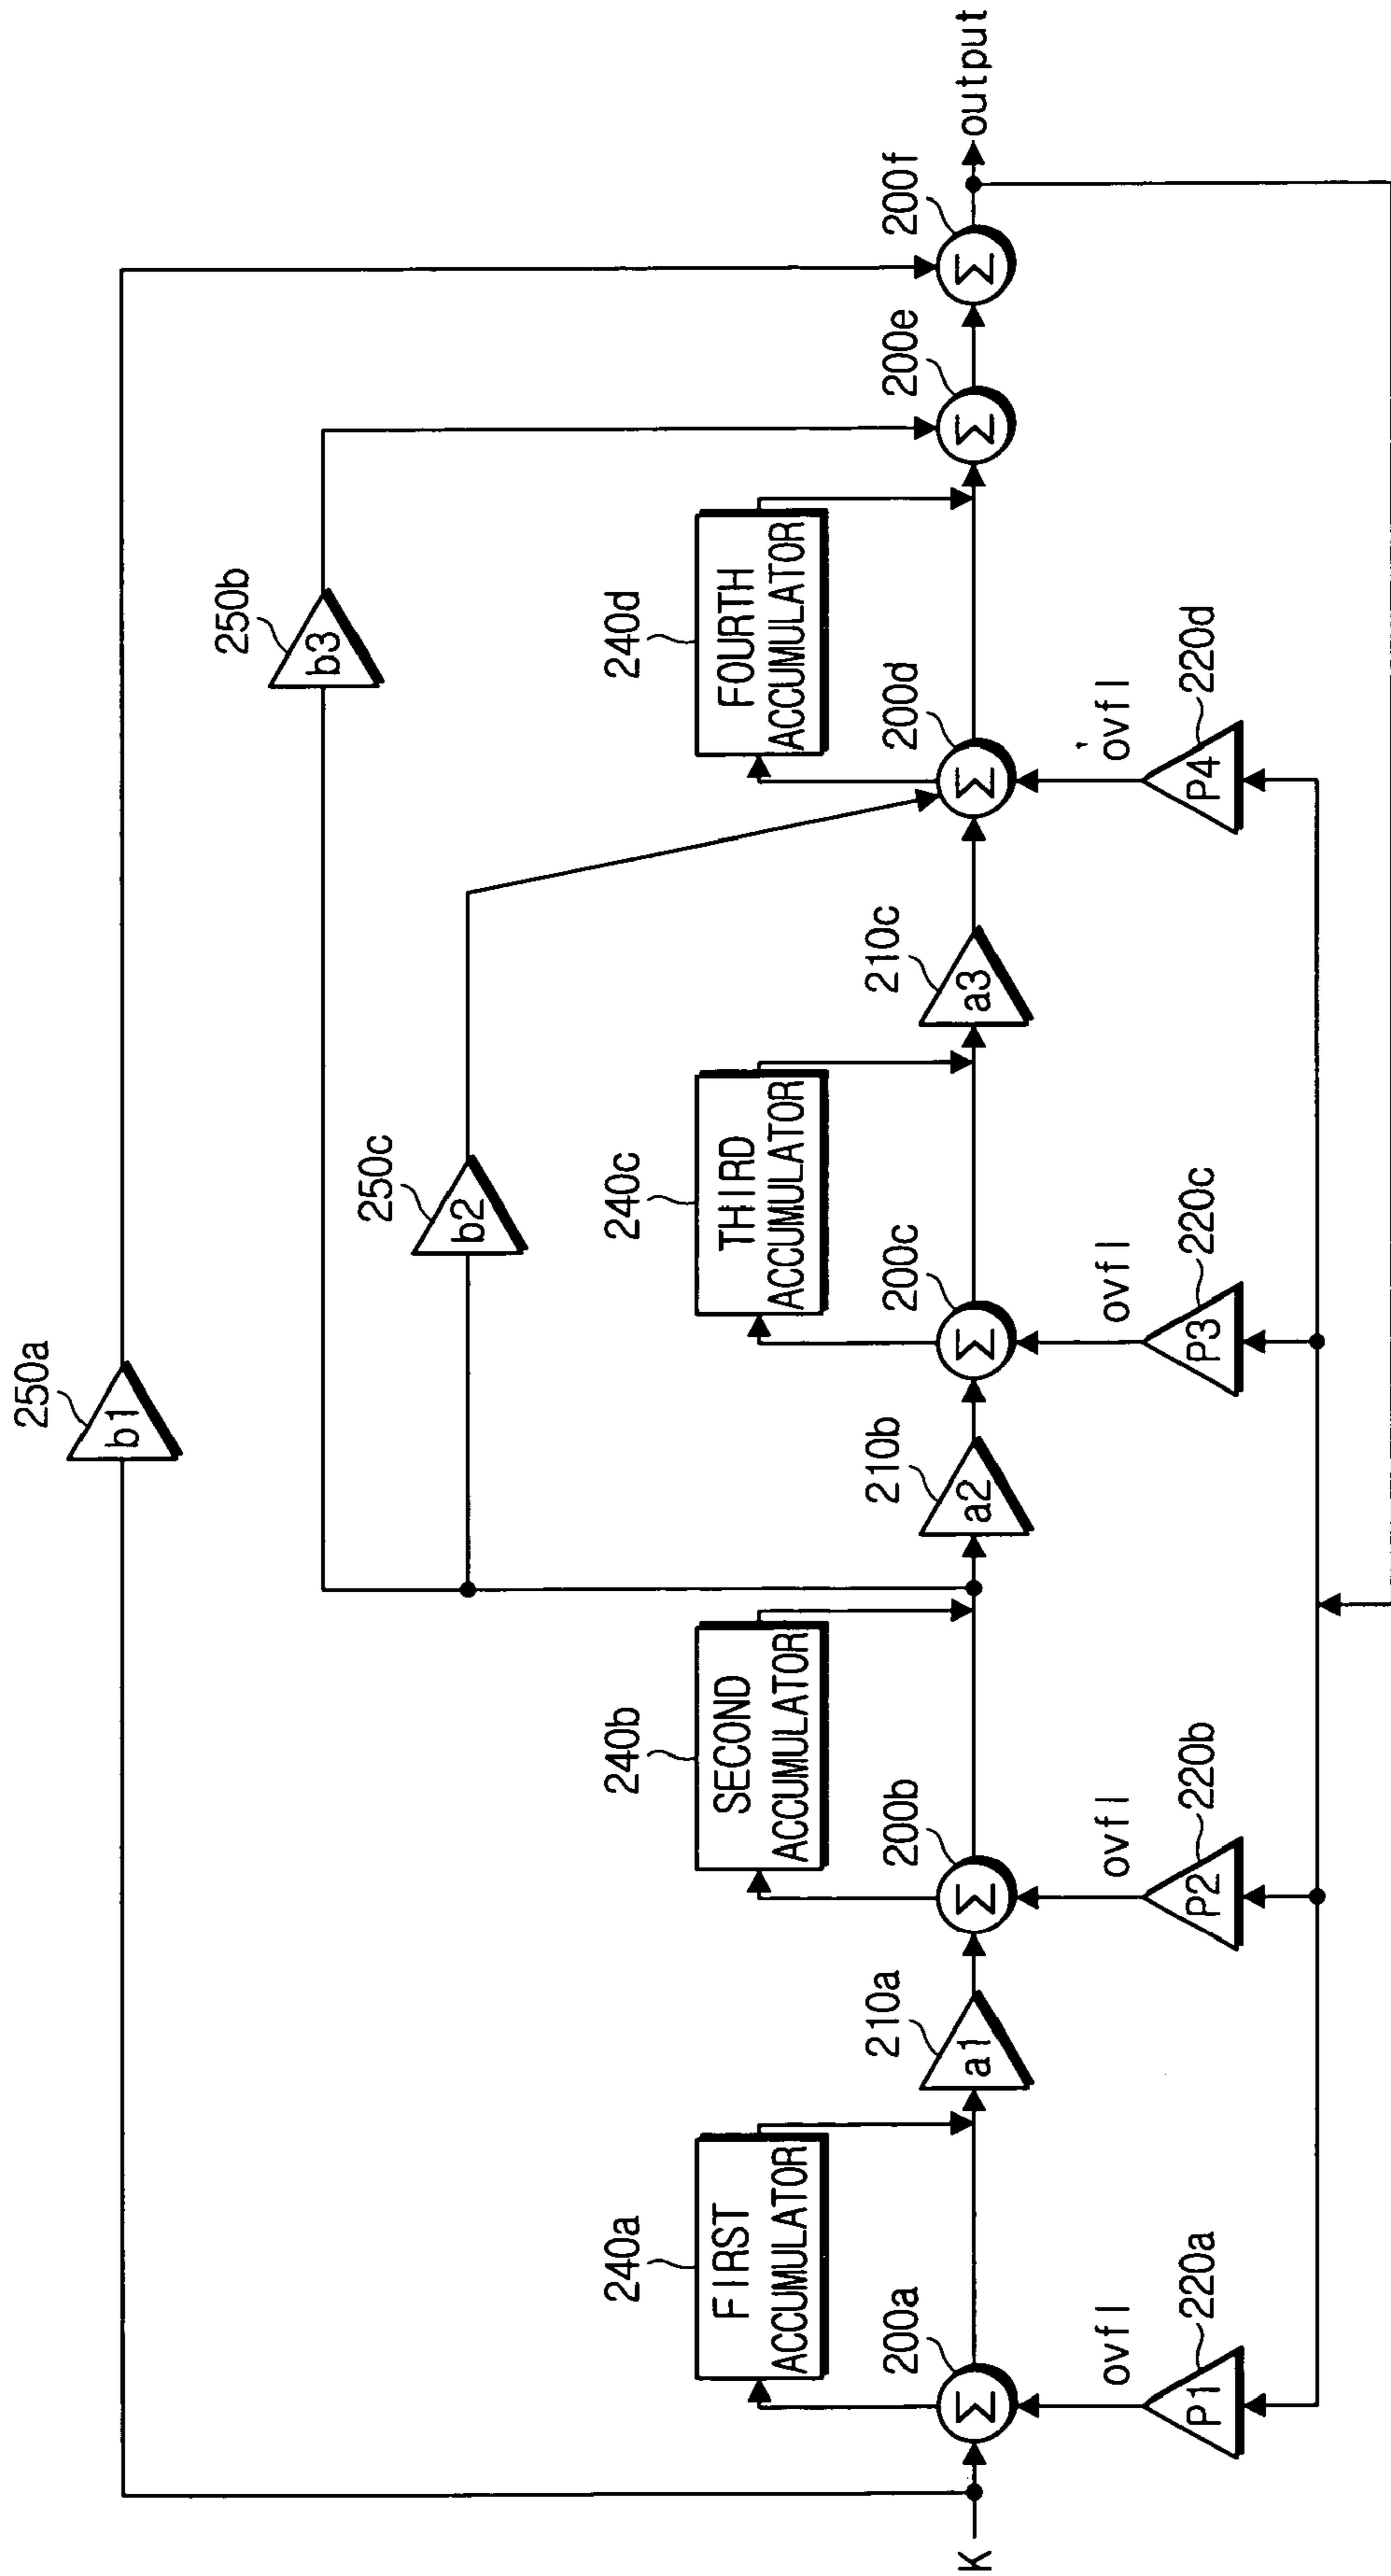 250a
b1
250b
b3
250c
b2
240a
FIRST
ACCUMULATOR
240b
SECOND
ACCUMULATOR
240c
THIRD
ACCUMULATOR
240d
FOURTH
ACCUMULATOR
K
200a
Σ
210a
a1
200b
Σ
210b
a2
200c
Σ
210c
a3
200d
Σ
200e
Σ
200f
Σ
output
ovfl
P1
220a
ovfl
P2
220b
ovfl
P3
220c
ovfl
P4
220d